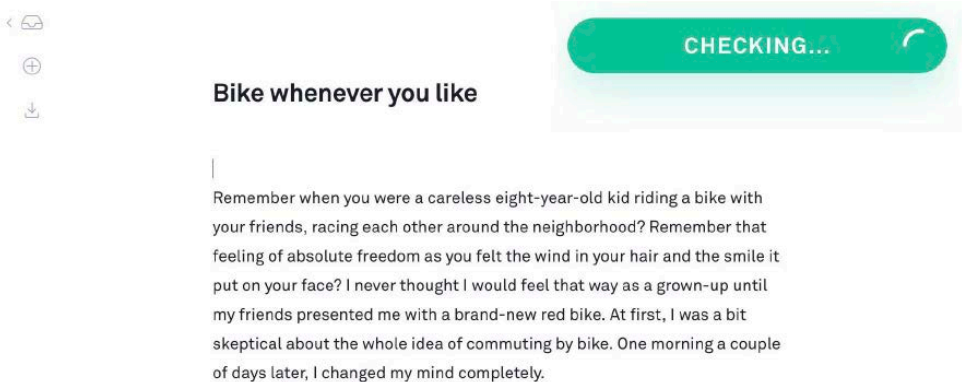 CHECKING...
Bike whenever you like
Remember when you were a careless eight-year-old kid riding a bike with
your friends, racing each other around the neighborhood? Remember that
feeling of absolute freedom as you felt the wind in your hair and the smile it
put on your face? I never thought I would feel that way as a grown-up until
my friends presented me with a brand-new red bike. At first, I was a bit
skeptical about the whole idea of commuting by bike. One morning a couple
of days later, I changed my mind completely.